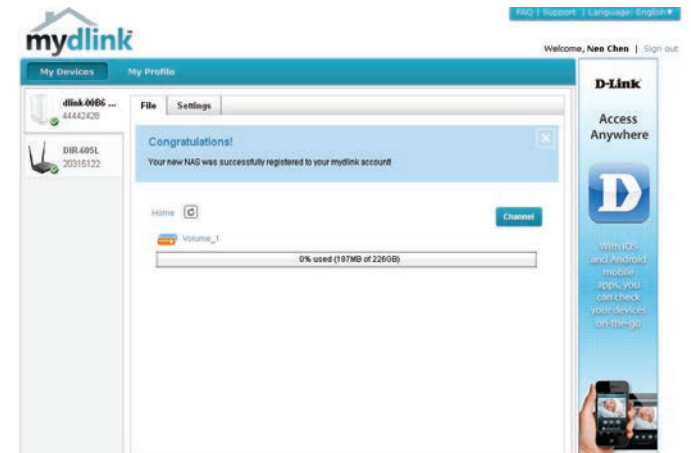 FAQ | Support | Language: English
mydlink
Welcome, Neo Chen | Sign out
My Devices My Profile
dlink-00B6 ...
44442428
DIR-605L
20315122
File Settings
Congratulations!
Your new NAS was successfully registered to your mydlink account!
Home
Channel
Volume_1
0% used (187MB of 226GB)
D-Link
Access
Anywhere
D
With iOS
and Android
mobile
apps, you
can check
your devices
on-the-go